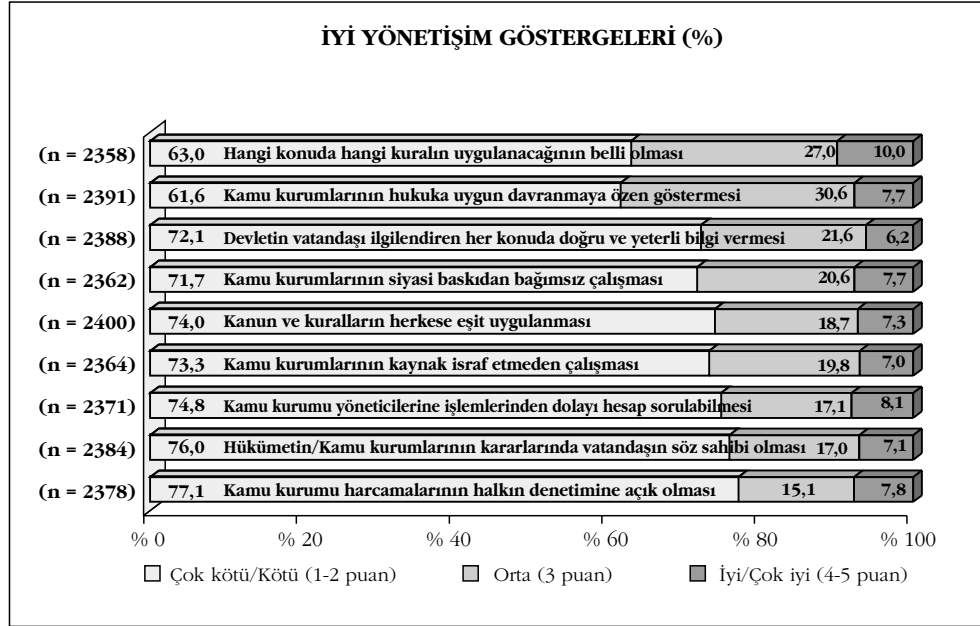 İYİ YÖNETİŞİM GÖSTERGELERİ (%)
(n = 2358) 63,0 Hangi konuda hangi kuralın uygulanacağının belli olması 27,0 10,0
(n = 2391) 61,6 Kamu kurumlarının hukuka uygun davranmaya özen göstermesi 30,6 7,7
(n = 2388) 72,1 Devletin vatandaşı ilgilendiren her konuda doğru ve yeterli bilgi vermesi 21,6 6,2
(n = 2362) 71,7 Kamu kurumlarının siyasi baskıdan bağımsız çalışması 20,6 7,7
(n = 2400) 74,0 Kanun ve kuralların herkese eşit uygulanması 18,7 7,3
(n = 2364) 73,3 Kamu kurumlarının kaynak israf etmeden çalışması 19,8 7,0
(n = 2371) 74,8 Kamu kurumu yöneticilerine işlemlerinden dolayı hesap sorulabilmesi 17,1 8,1
(n = 2384) 76,0 Hükümetin/Kamu kurumlarının kararlarında vatandaşın söz sahibi olması 17,0 7,1
(n = 2378) 77,1 Kamu kurumu harcamalarının halkın denetimine açık olması 15,1 7,8
% 0 % 20 % 40 % 60 % 80 % 100
Çok kötü/Kötü (1-2 puan) Orta (3 puan) İyi/Çok iyi (4-5 puan)